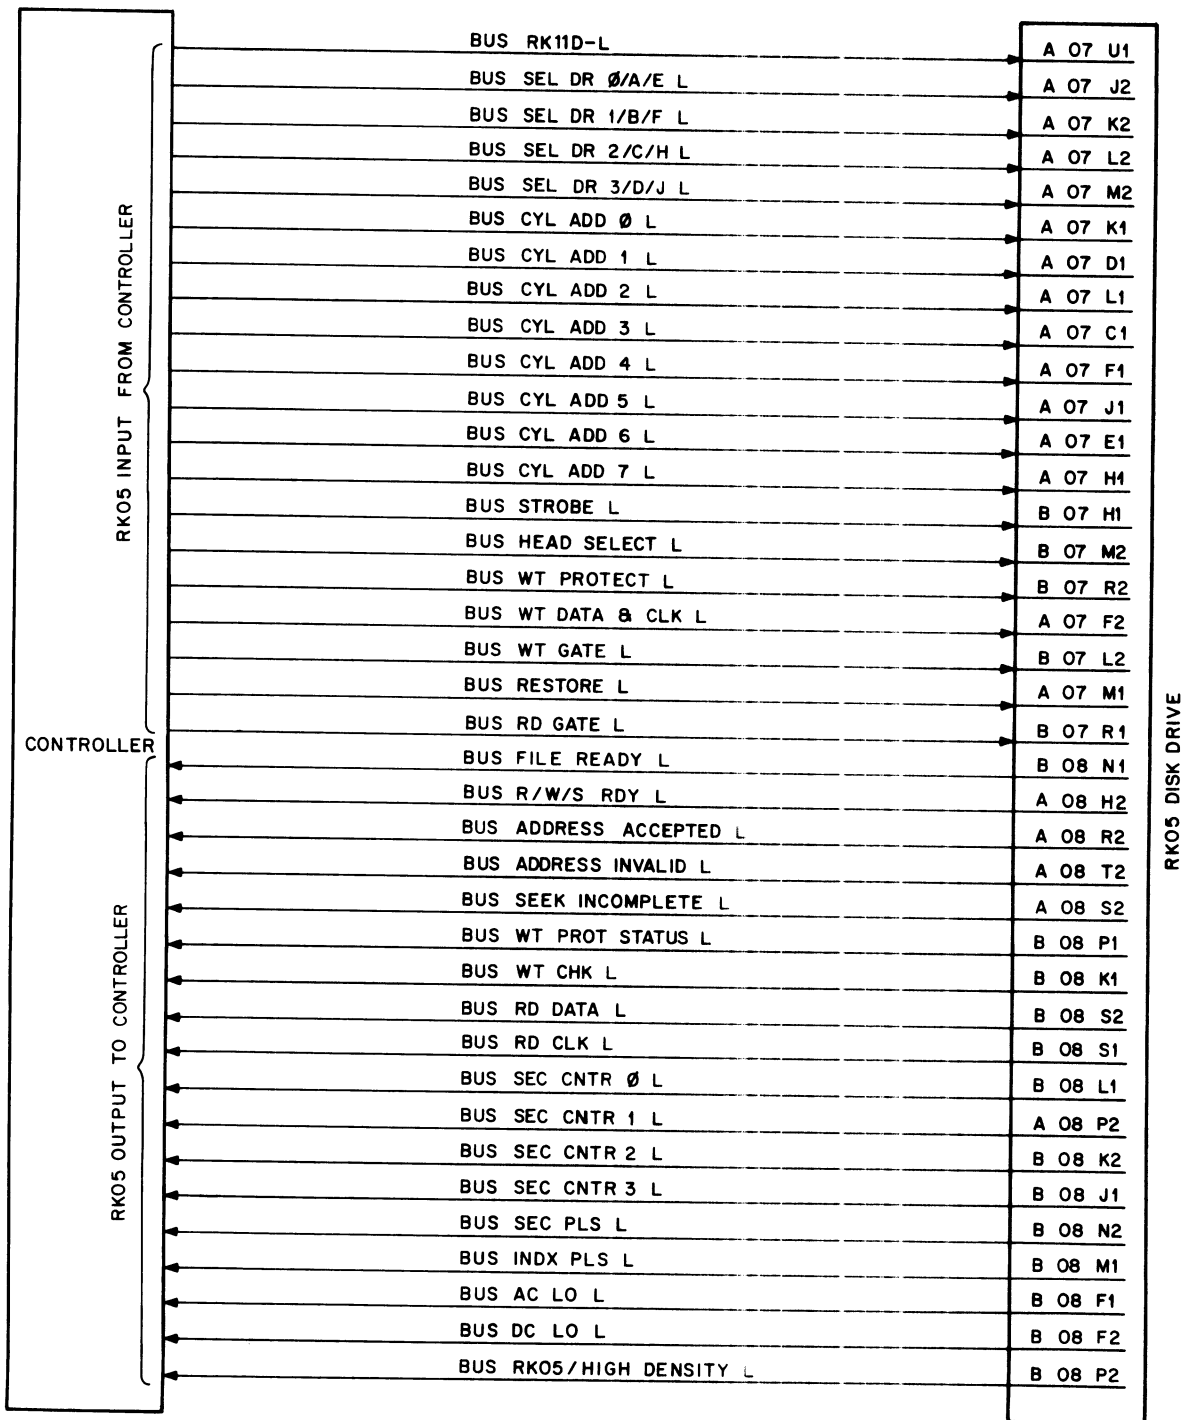 BUS RK11D-L A 07 U1
BUS SEL DR Ø/A/E L A 07 J2
BUS SEL DR 1/B/F L A 07 K2
BUS SEL DR 2/C/H L A 07 L2
BUS SEL DR 3/D/J L A 07 M2
BUS CYL ADD Ø L A 07 K1
BUS CYL ADD 1 L A 07 D1
BUS CYL ADD 2 L A 07 L1
BUS CYL ADD 3 L A 07 C1
BUS CYL ADD 4 L A 07 F1
BUS CYL ADD 5 L A 07 J1
BUS CYL ADD 6 L A 07 E1
BUS CYL ADD 7 L A 07 H1
BUS STROBE L B 07 H1
BUS HEAD SELECT L B 07 M2
BUS WT PROTECT L B 07 R2
BUS WT DATA & CLK L A 07 F2
BUS WT GATE L B 07 L2
BUS RESTORE L A 07 M1
BUS RD GATE L B 07 R1
RK05 INPUT FROM CONTROLLER
CONTROLLER
RK05 DISK DRIVE
BUS FILE READY L B 08 N1
BUS R/W/S RDY L A 08 H2
BUS ADDRESS ACCEPTED L A 08 R2
BUS ADDRESS INVALID L A 08 T2
BUS SEEK INCOMPLETE L A 08 S2
BUS WT PROT STATUS L B 08 P1
BUS WT CHK L B 08 K1
BUS RD DATA L B 08 S2
BUS RD CLK L B 08 S1
BUS SEC CNTR Ø L B 08 L1
BUS SEC CNTR 1 L A 08 P2
BUS SEC CNTR 2 L B 08 K2
BUS SEC CNTR 3 L B 08 J1
BUS SEC PLS L B 08 N2
BUS INDX PLS L B 08 M1
BUS AC LO L B 08 F1
BUS DC LO L B 08 F2
BUS RK05/HIGH DENSITY L B 08 P2
RK05 OUTPUT TO CONTROLLER